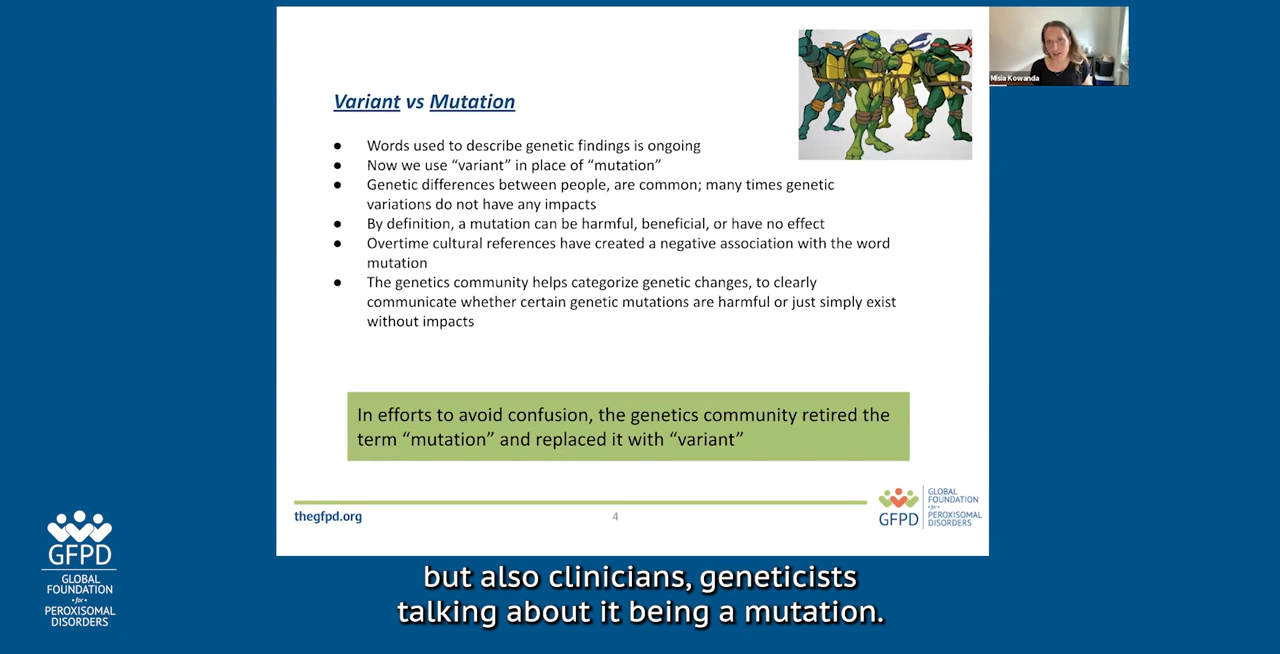 Misia Kowanda
Variant vs Mutation
● Words used to describe genetic findings is ongoing
● Now we use “variant” in place of “mutation”
● Genetic differences between people, are common; many times genetic
variations do not have any impacts
● By definition, a mutation can be harmful, beneficial, or have no effect
● Overtime cultural references have created a negative association with the word
mutation
● The genetics community helps categorize genetic changes, to clearly
communicate whether certain genetic mutations are harmful or just simply exist
without impacts
In efforts to avoid confusion, the genetics community retired the
term “mutation” and replaced it with “variant”
thegfpd.org
4
GFPD
GLOBAL
FOUNDATION
for
PEROXISOMAL
DISORDERS
GFPD
GLOBAL
FOUNDATION
for
PEROXISOMAL
DISORDERS
but also clinicians, geneticists
talking about it being a mutation.